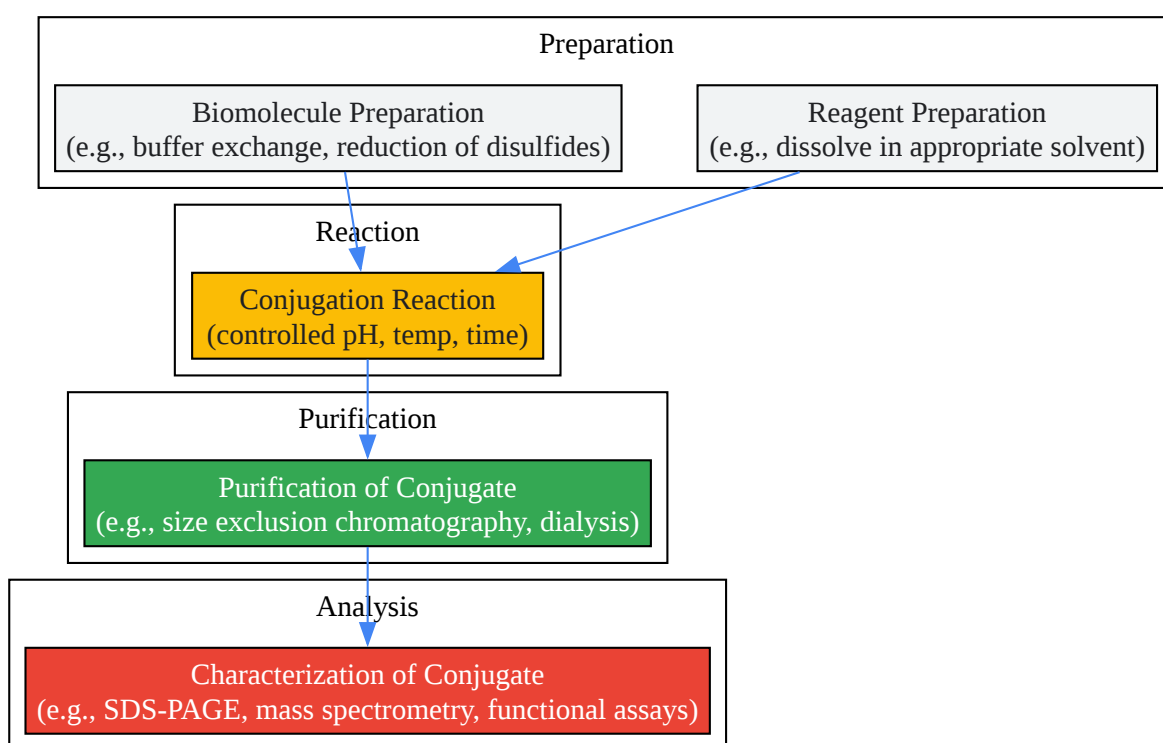 Preparation
Biomolecule Preparation
(e.g., buffer exchange, reduction of disulfides)
Reagent Preparation
(e.g., dissolve in appropriate solvent)
Reaction
Conjugation Reaction
(controlled pH, temp, time)
Purification
Purification of Conjugate
(e.g., size exclusion chromatography, dialysis)
Analysis
Characterization of Conjugate
(e.g., SDS-PAGE, mass spectrometry, functional assays)